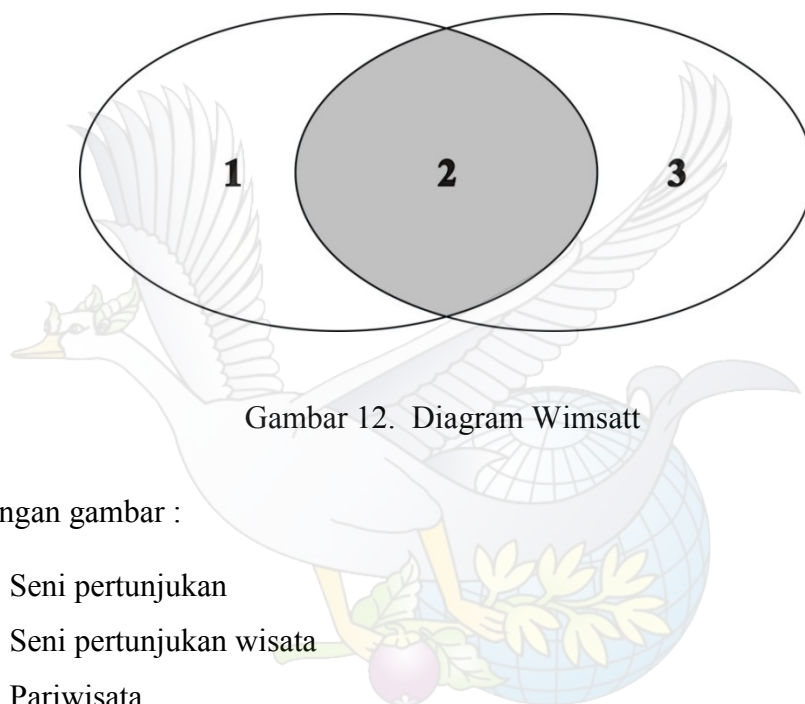 1 2 3
Gambar 12. Diagram Wimsatt
ngan gambar :
Seni pertunjukan
Seni pertunjukan wisata
Pariwisata